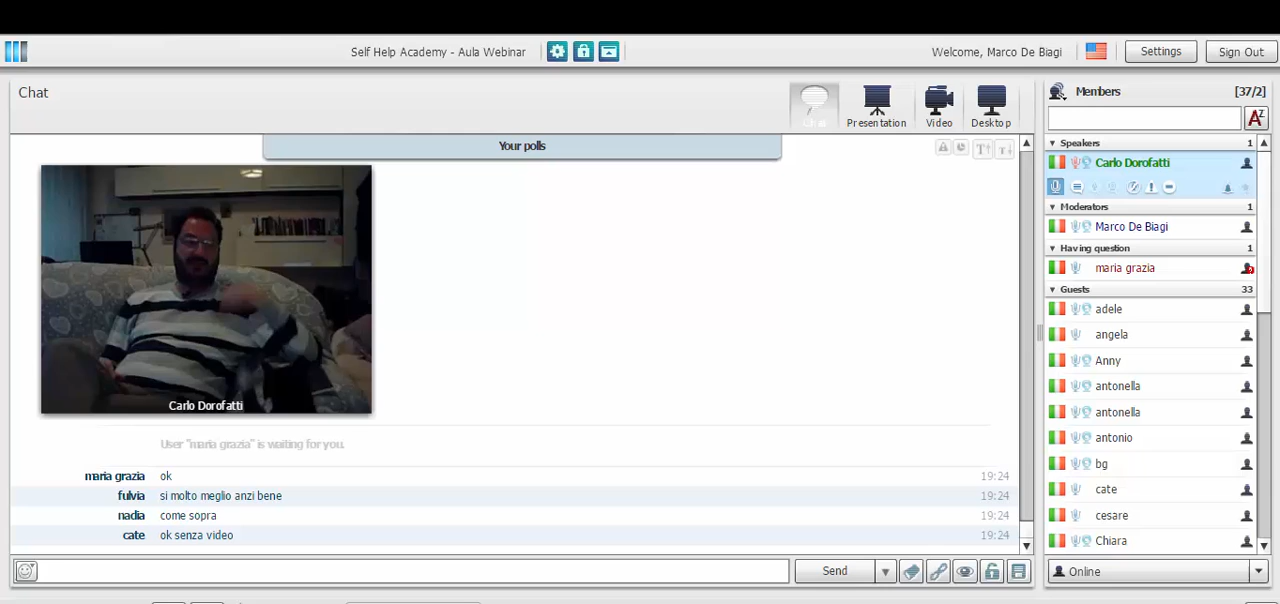 Self Help Academy - Aula Webinar
Welcome, Marco De Biagi
Settings
Sign Out
Chat
Chat
Presentation
Video
Desktop
Your polls
Carlo Dorofatti
User "maria grazia" is waiting for you.
maria grazia ok 19:24
fulvia si molto meglio anzi bene 19:24
nadia come sopra 19:24
cate ok senza video 19:24
Send
Members [37/2]
Speakers 1
Carlo Dorofatti
Moderators 1
Marco De Biagi
Having question 1
maria grazia
Guests 33
adele
angela
Anny
antonella
antonella
antonio
bg
cate
cesare
Chiara
Online